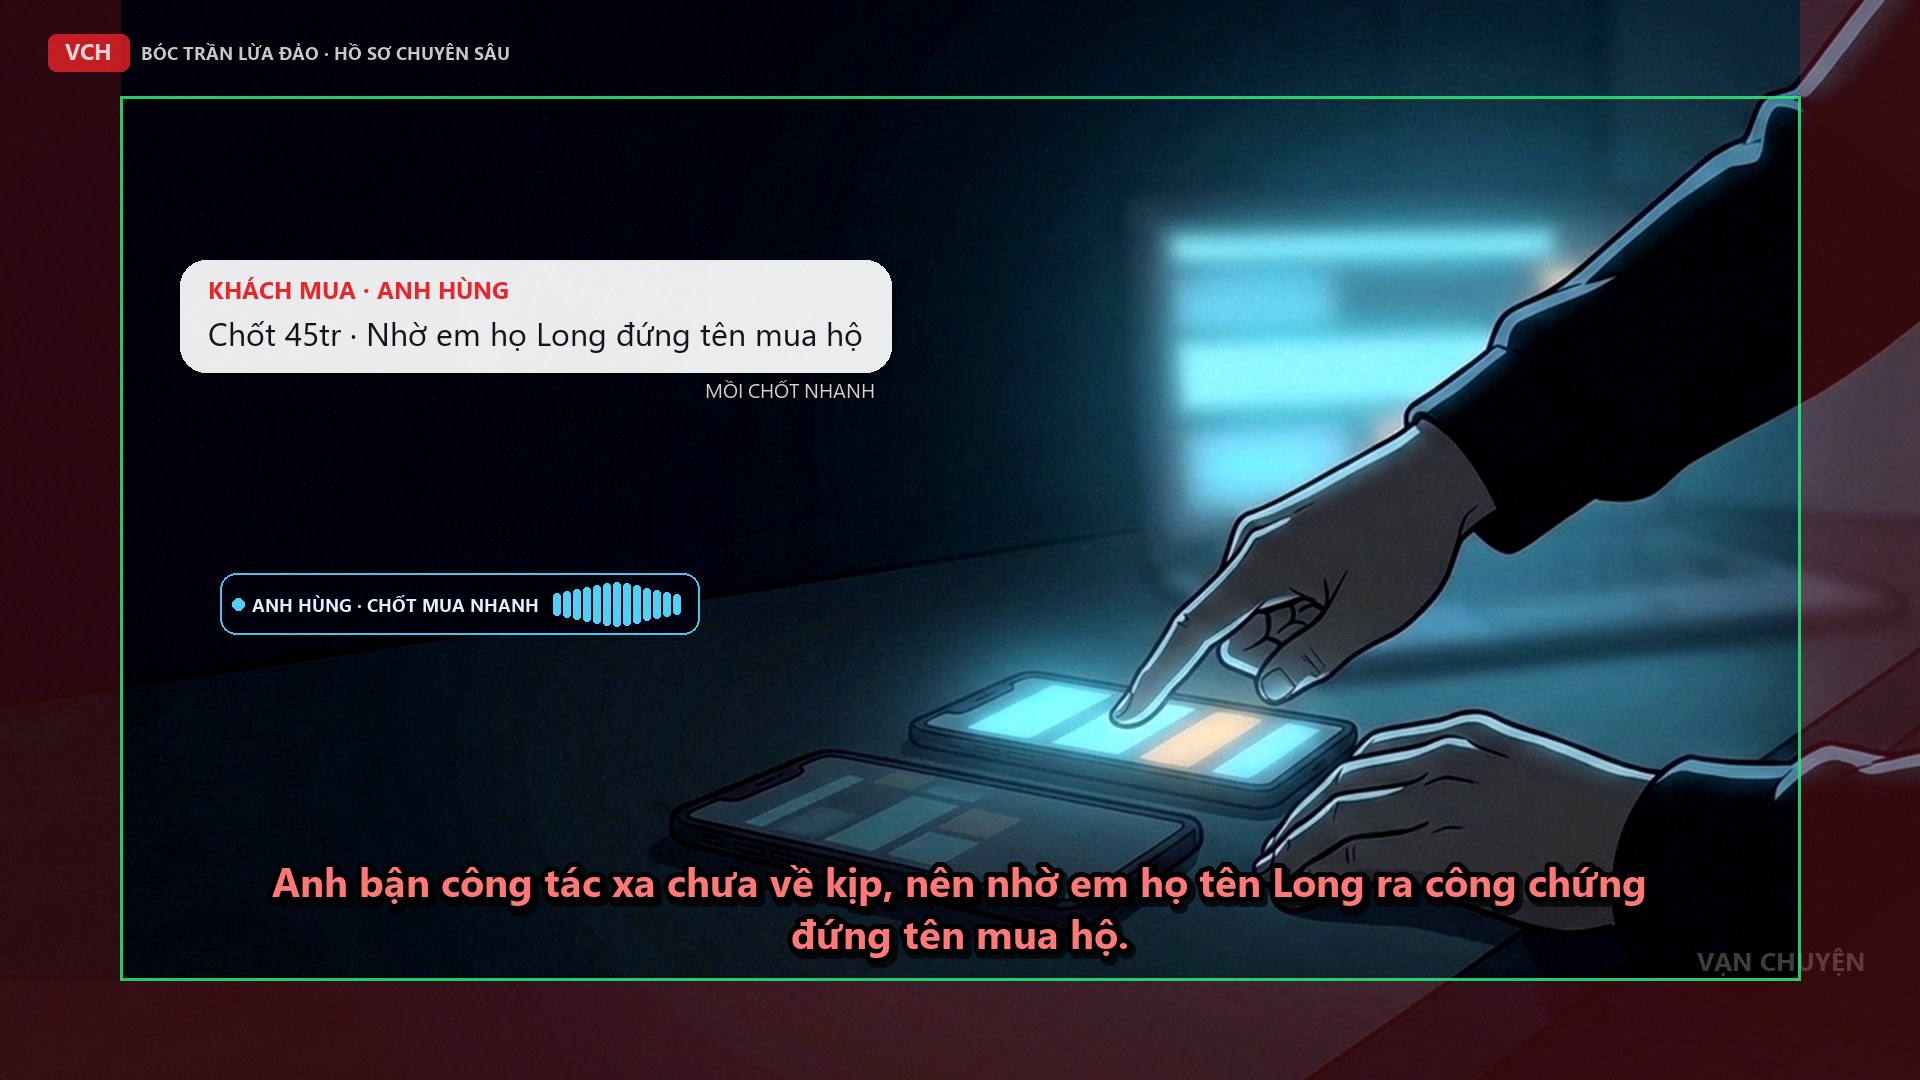 VCH BÓC TRẦN LỪA ĐẢO · HỒ SƠ CHUYÊN SÂU
KHÁCH MUA · ANH HÙNG
Chốt 45tr · Nhờ em họ Long đứng tên mua hộ
MỒI CHỐT NHANH
ANH HÙNG · CHỐT MUA NHANH
Anh bận công tác xa chưa về kịp, nên nhờ em họ tên Long ra công chứng
đứng tên mua hộ.
VẠN CHUYỆN